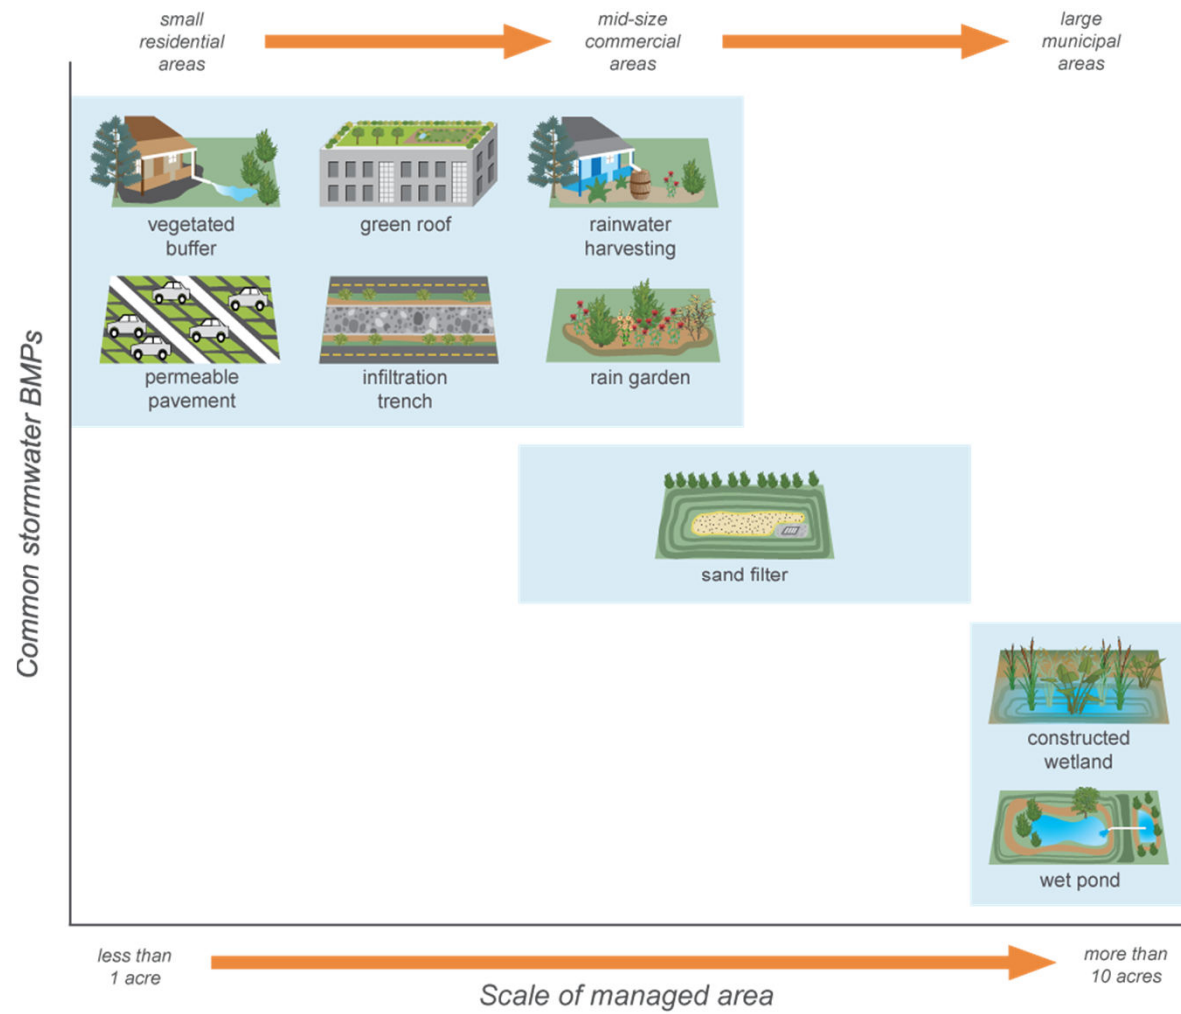 small
residential
areas
mid-size
commercial
areas
large
municipal
areas
Common stormwater BMPs
vegetated
buffer
green roof
rainwater
harvesting
permeable
pavement
infiltration
trench
rain garden
sand filter
constructed
wetland
wet pond
less than
1 acre
more than
10 acres
Scale of managed area